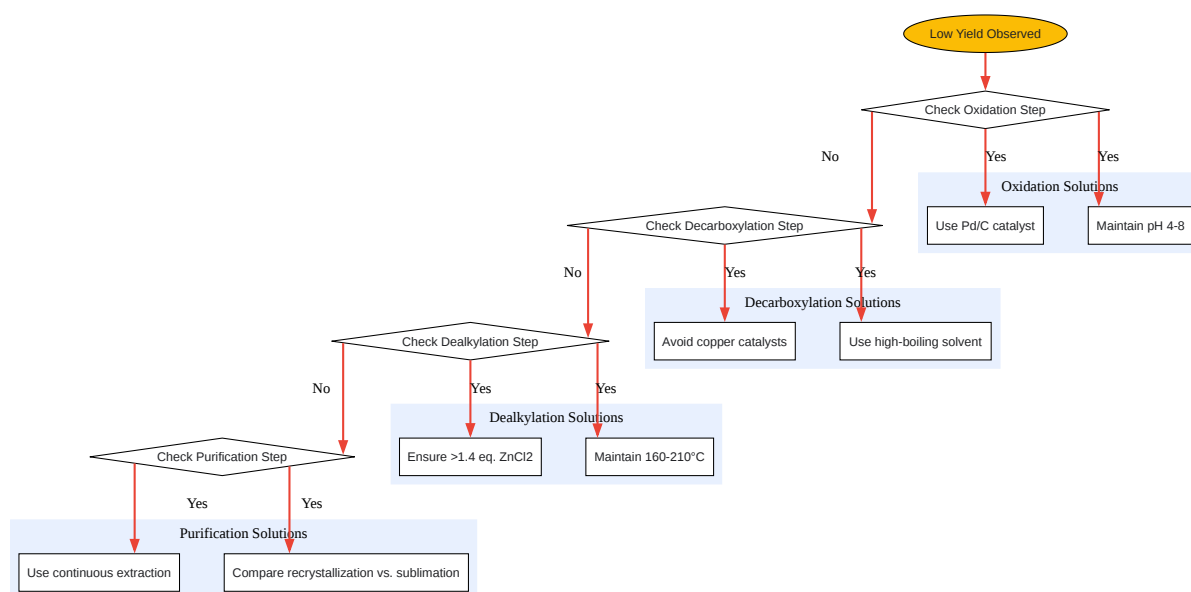 Low Yield Observed
Check Oxidation Step
No
Yes
Yes
Oxidation Solutions
Use Pd/C catalyst
Maintain pH 4-8
Check Decarboxylation Step
No
Yes
Yes
Decarboxylation Solutions
Avoid copper catalysts
Use high-boiling solvent
Check Dealkylation Step
No
Yes
Yes
Dealkylation Solutions
Ensure >1.4 eq. ZnCl2
Maintain 160-210°C
Check Purification Step
Yes
Yes
Purification Solutions
Use continuous extraction
Compare recrystallization vs. sublimation